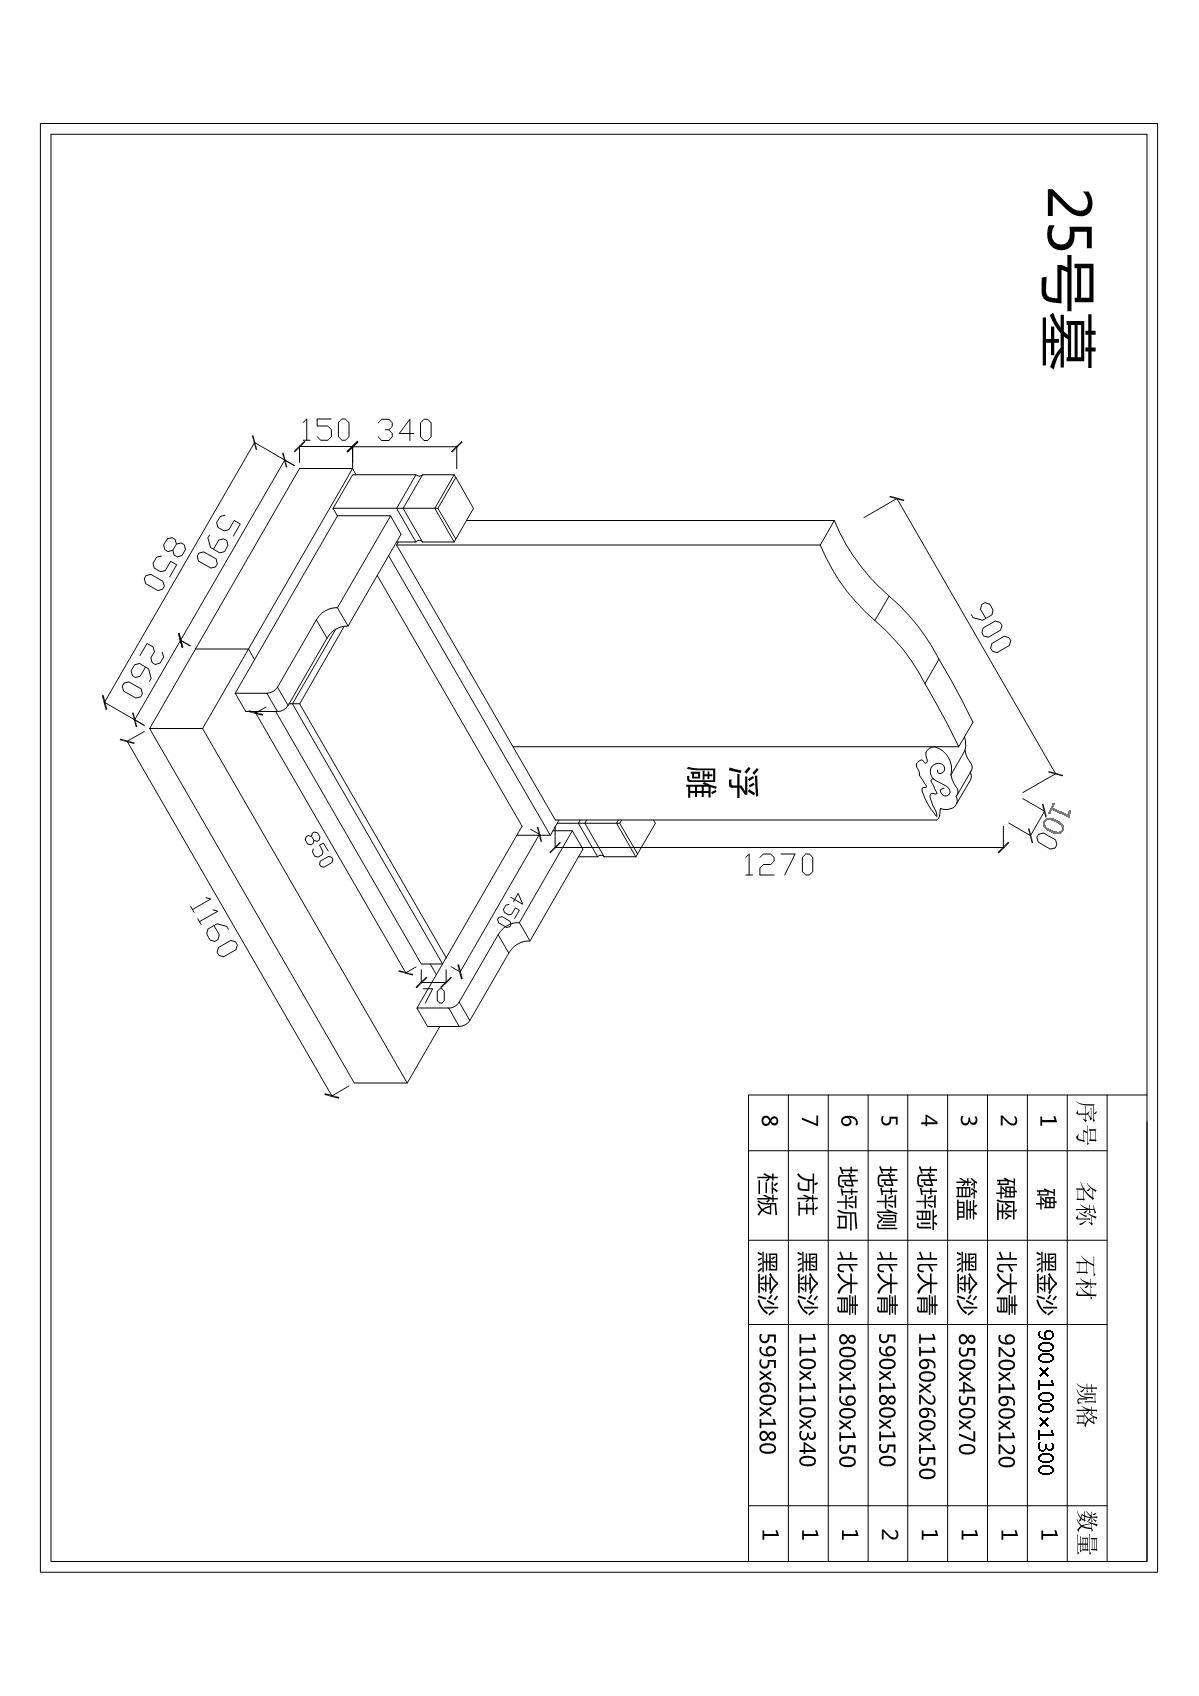 25号墓
900
100
340
150
浮
雕
1270
590
850
260
850
450
70
1160
序号 名称 石材 规格 数量
1 碑 黑金沙 900×100×1300 1
2 碑座 北大青 920x160x120 1
3 箱盖 黑金沙 850x450x70 1
4 地坪前 北大青 1160x260x150 1
5 地坪侧 北大青 590x180x150 2
6 地坪后 北大青 800x190x150 1
7 方柱 黑金沙 110x110x340 1
8 栏板 黑金沙 595x60x180 1